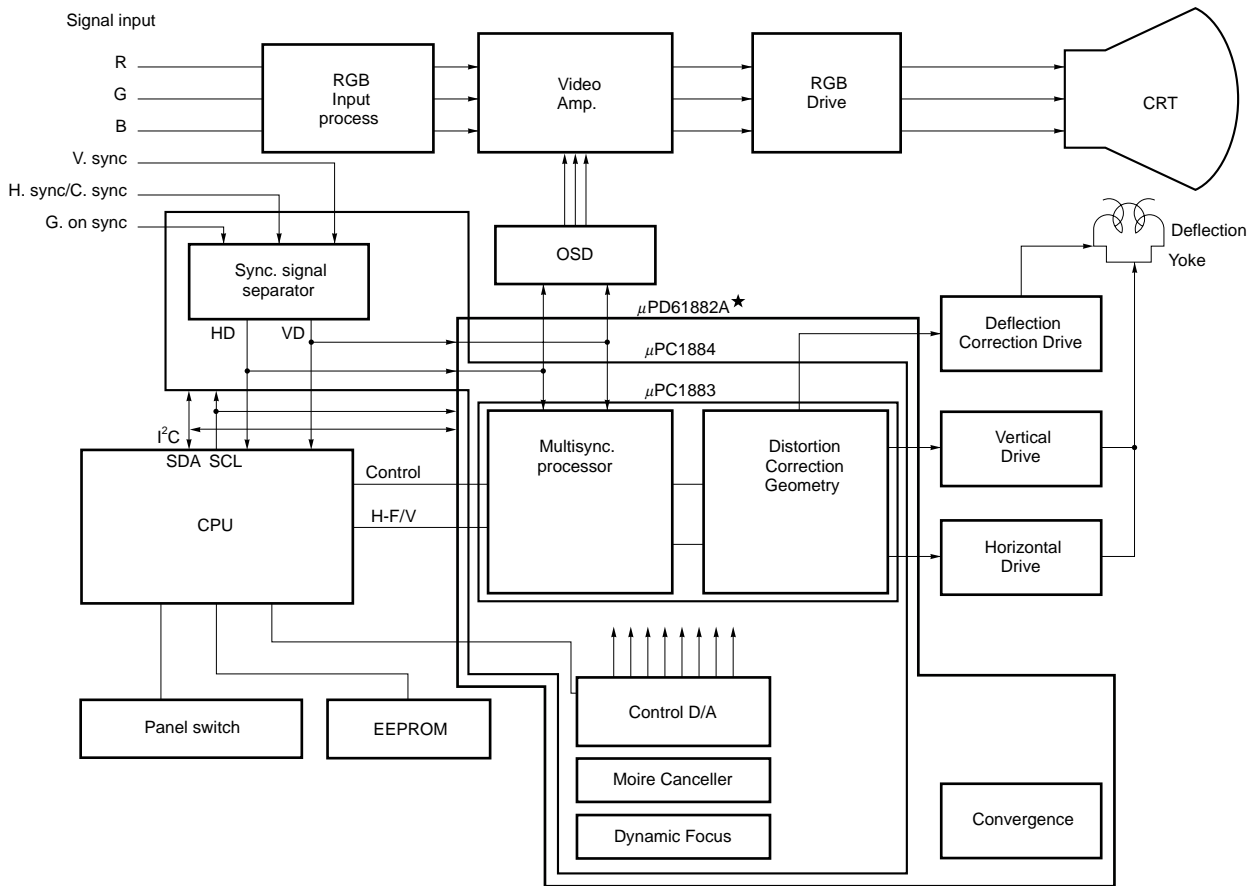 Signal input
R
G
B
V. sync
H. sync/C. sync
G. on sync
RGB
Input
process
Video
Amp.
RGB
Drive
CRT
Deflection
Yoke
Sync. signal
separator
HD
VD
OSD
μPD61882A★
μPC1884
μPC1883
Deflection
Correction Drive
I²C
SDA SCL
CPU
Control
H-F/V
Multisync.
processor
Distortion
Correction
Geometry
Vertical
Drive
Horizontal
Drive
Panel switch
EEPROM
Control D/A
Moire Canceller
Dynamic Focus
Convergence